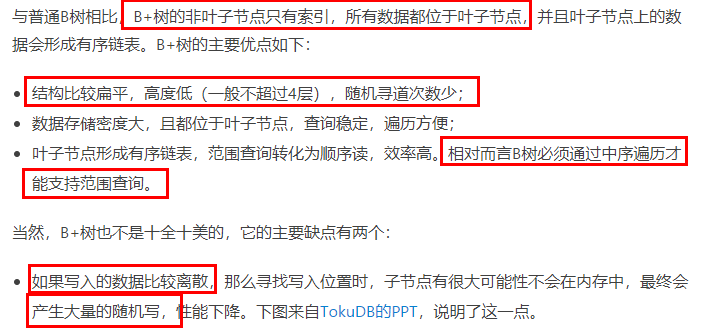 与普通B树相比，B+树的非叶子节点只有索引，所有数据都位于叶子节点，并且叶子节点上的数
据会形成有序链表。B+树的主要优点如下：
• 结构比较扁平，高度低（一般不超过4层），随机寻道次数少；
• 数据存储密度大，且都位于叶子节点，查询稳定，遍历方便；
• 叶子节点形成有序链表，范围查询转化为顺序读，效率高。相对而言B树必须通过中序遍历才
能支持范围查询。
当然，B+树也不是十全十美的，它的主要缺点有两个：
• 如果写入的数据比较离散，那么寻找写入位置时，子节点有很大可能性不会在内存中，最终会
产生大量的随机写，性能下降。下图来自TokuDB的PPT，说明了这一点。